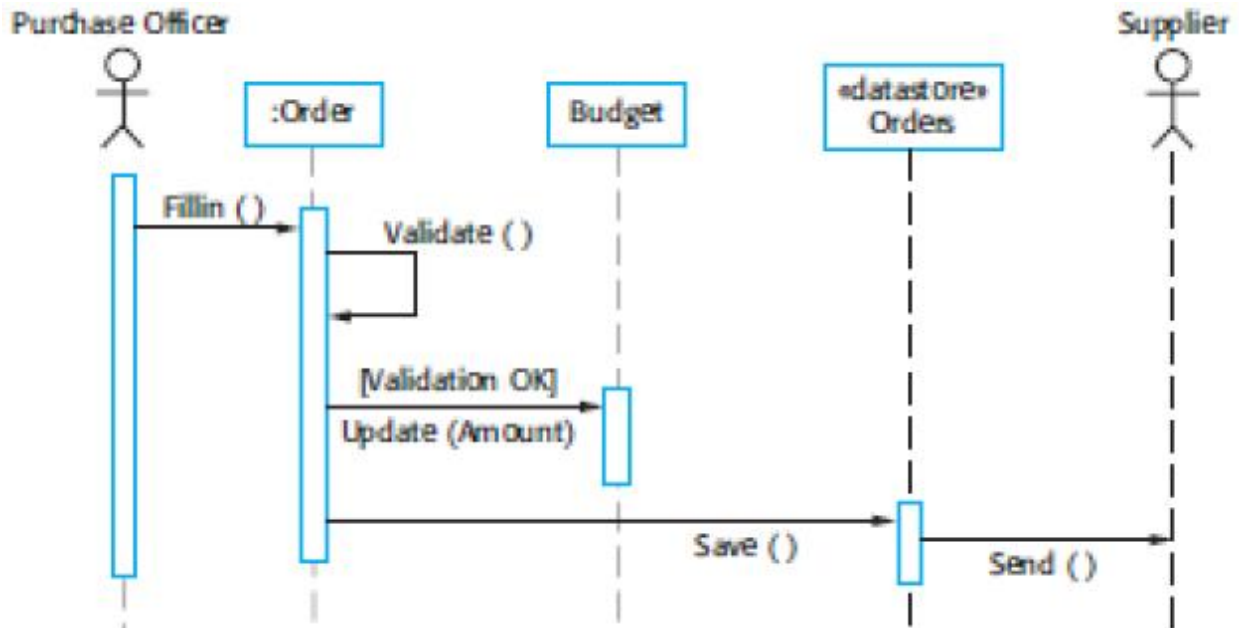 Purchase Officer
Supplier
:Order
Budget
«datastore»
Orders
Fillin ( )
Validate ( )
[Validation OK]
Update (Amount)
Save ( )
Send ( )